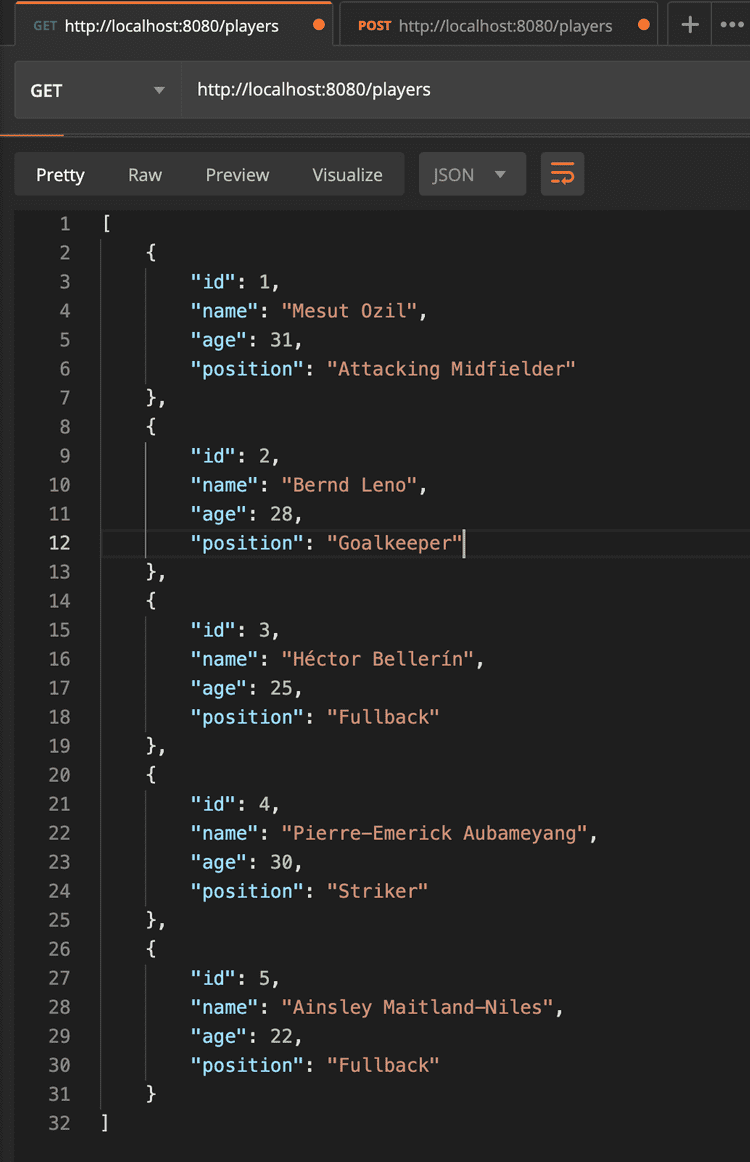 GET http://localhost:8080/players POST http://localhost:8080/players
GET http://localhost:8080/players
Pretty Raw Preview Visualize JSON
1 [
2 {
3 "id": 1,
4 "name": "Mesut Ozil",
5 "age": 31,
6 "position": "Attacking Midfielder"
7 },
8 {
9 "id": 2,
10 "name": "Bernd Leno",
11 "age": 28,
12 "position": "Goalkeeper"
13 },
14 {
15 "id": 3,
16 "name": "Héctor Bellerín",
17 "age": 25,
18 "position": "Fullback"
19 },
20 {
21 "id": 4,
22 "name": "Pierre-Emerick Aubameyang",
23 "age": 30,
24 "position": "Striker"
25 },
26 {
27 "id": 5,
28 "name": "Ainsley Maitland-Niles",
29 "age": 22,
30 "position": "Fullback"
31 }
32 ]